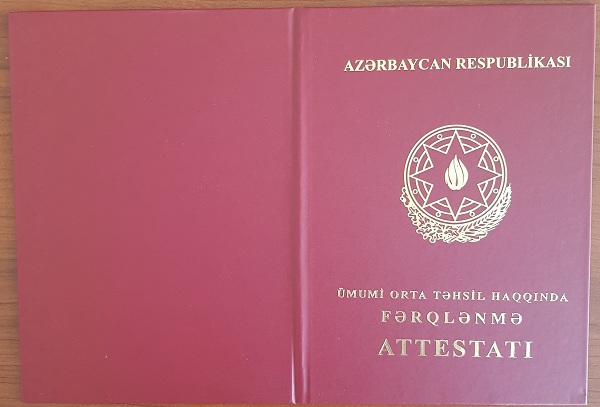 AZƏRBAYCAN RESPUBLİKASI
ÜMUMİ ORTA TƏHSİL HAQQINDA
FƏRQLƏNMƏ
ATTESTATI